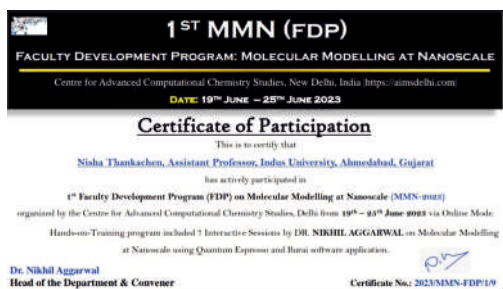 1ST MMN (FDP)
FACULTY DEVELOPMENT PROGRAM: MOLECULAR MODELLING AT NANOSCALE
Centre for Advanced Computational Chemistry Studies, New Delhi, India |https://aimsdelhi.com|
DATE: 19TH JUNE – 25TH JUNE 2023
Certificate of Participation
This is to certify that
Nisha Thankachen, Assistant Professor, Indus University, Ahmedabad, Gujarat
has actively participated in
1st Faculty Development Program (FDP) on Molecular Modelling at Nanoscale (MMN-2023)
organized by the Centre for Advanced Computational Chemistry Studies, Delhi from 19th – 25th June 2023 via Online Mode
Hands-on-Training program included 7 Interactive Sessions by DR. NIKHIL AGGARWAL on Molecular Modelling
at Nanoscale using Quantum Espresso and Burai software application.
Dr. Nikhil Aggarwal
Head of the Department & Convener
Certificate No.: 2023/MMN-FDP/1/9